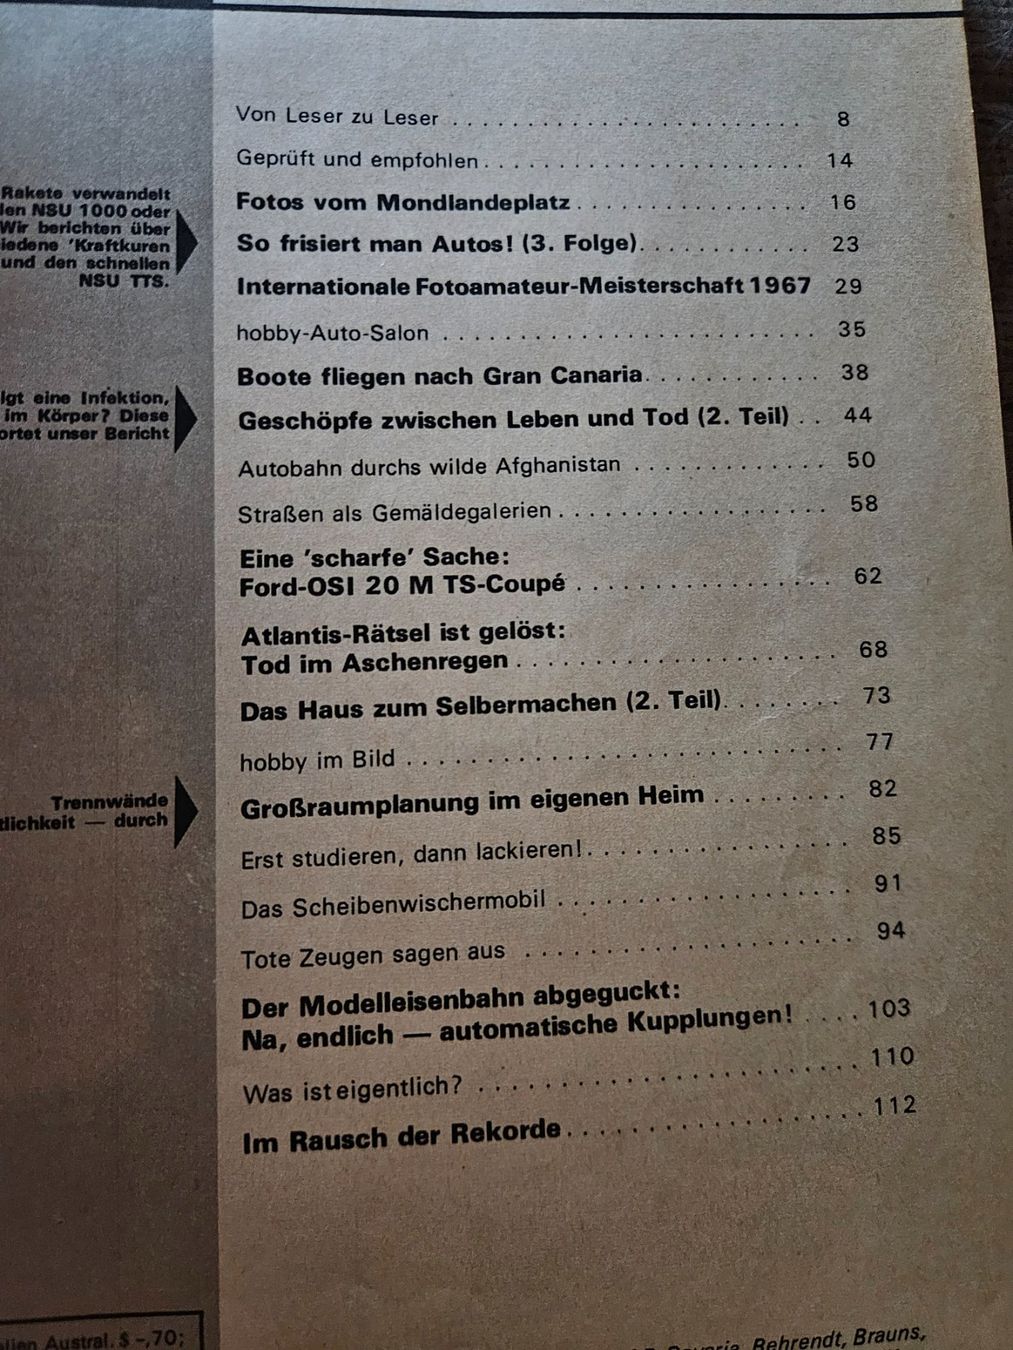 Rakete verwandelt
NSU 1000 oder
Wir berichten über
'Kraftkuren
und den schnellen
NSU TTS.
eine Infektion,
im Körper? Diese
unser Bericht
Trennwände
— durch
Austral. $ -,70;
Von Leser zu Leser . . . . . . . . . . . . . . . . . . . . . . . . 8
Geprüft und empfohlen . . . . . . . . . . . . . . . . . . . . . . 14
Fotos vom Mondlandeplatz . . . . . . . . . . . . . . . . 16
So frisiert man Autos! (3. Folge) . . . . . . . . . . . . 23
Internationale Fotoamateur-Meisterschaft 1967 29
hobby-Auto-Salon . . . . . . . . . . . . . . . . . . . . . . . . 35
Boote fliegen nach Gran Canaria . . . . . . . . . . . . 38
Geschöpfe zwischen Leben und Tod (2. Teil) . . 44
Autobahn durchs wilde Afghanistan . . . . . . . . . . . . 50
Straßen als Gemäldegalerien . . . . . . . . . . . . . . . . . 58
Eine 'scharfe' Sache:
Ford-OSI 20 M TS-Coupé . . . . . . . . . . . . . . . . 62
Atlantis-Rätsel ist gelöst:
Tod im Aschenregen . . . . . . . . . . . . . . . . . . . . 68
Das Haus zum Selbermachen (2. Teil) . . . . . . . . 73
hobby im Bild . . . . . . . . . . . . . . . . . . . . . . . . . . . 77
Großraumplanung im eigenen Heim . . . . . . . . . 82
Erst studieren, dann lackieren! . . . . . . . . . . . . . . . . 85
Das Scheibenwischermobil . . . . . . . . . . . . . . . . . . 91
Tote Zeugen sagen aus . . . . . . . . . . . . . . . . . . . . 94
Der Modelleisenbahn abgeguckt:
Na, endlich — automatische Kupplungen! . . . . 103
Was ist eigentlich? . . . . . . . . . . . . . . . . . . . . . . . 110
Im Rausch der Rekorde . . . . . . . . . . . . . . . . . . . 112
Behrendt, Brauns,